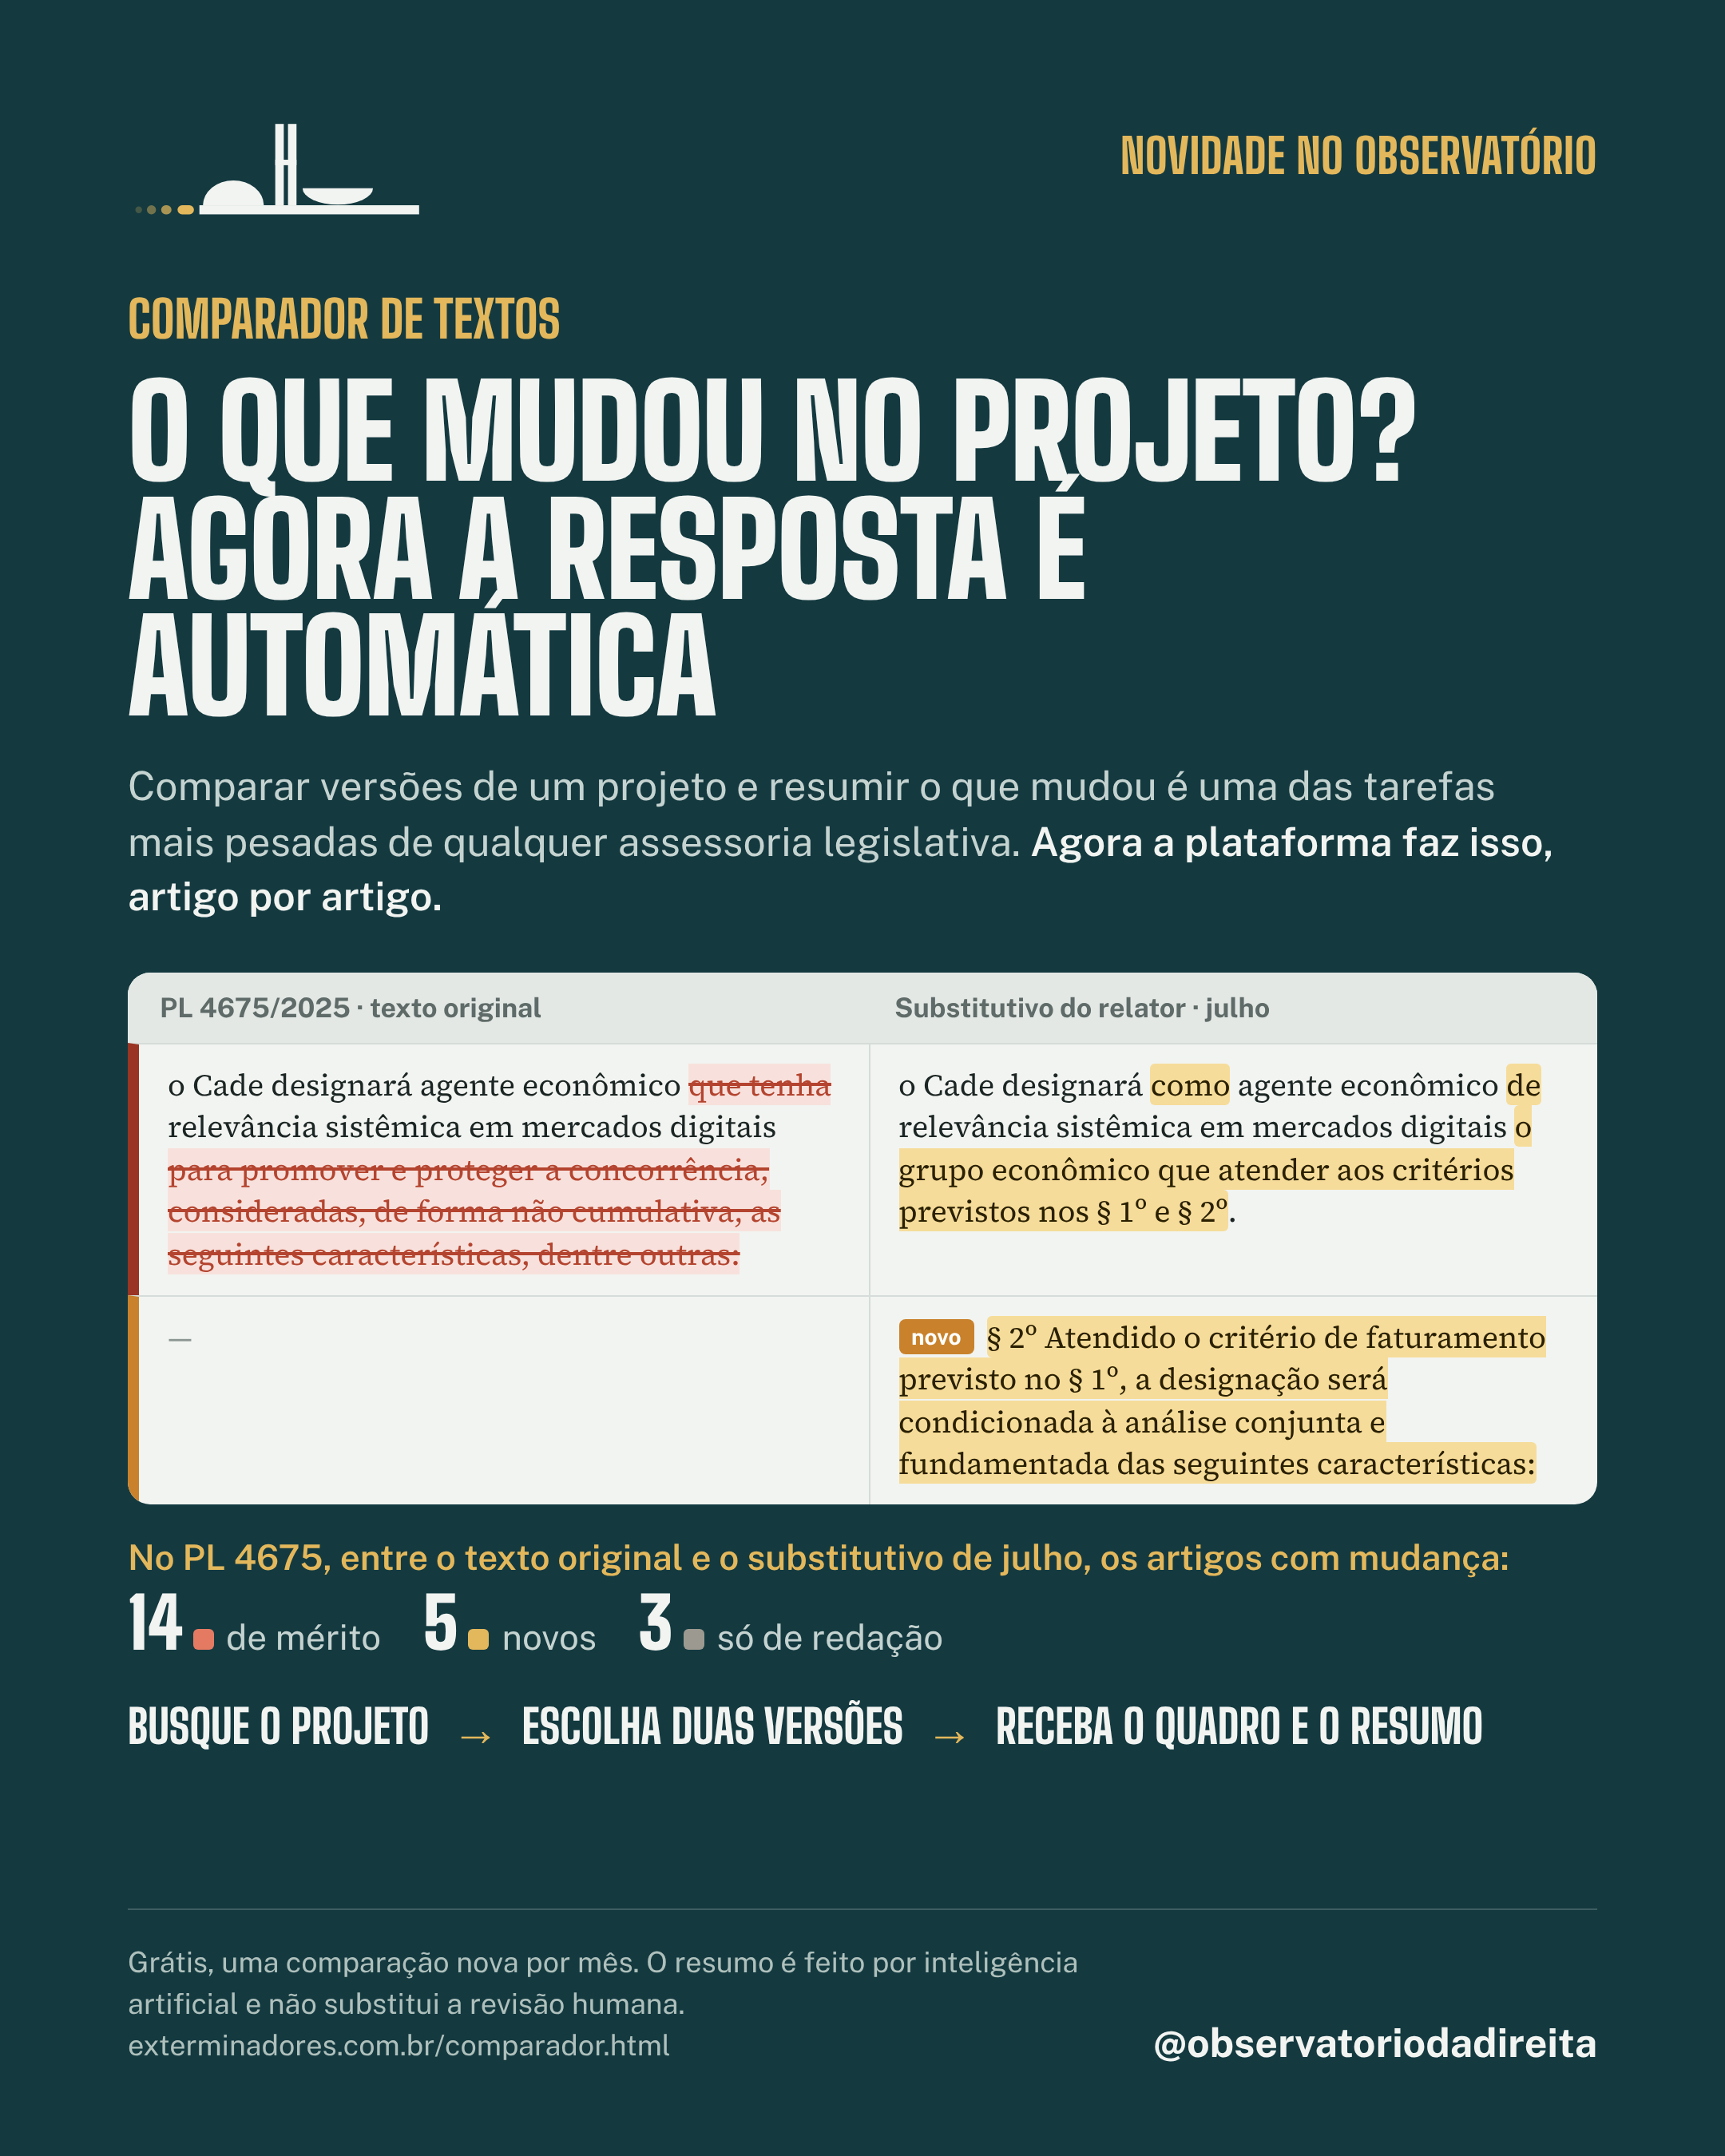 NOVIDADE NO OBSERVATÓRIO
COMPARADOR DE TEXTOS
O QUE MUDOU NO PROJETO?
AGORA A RESPOSTA É
AUTOMÁTICA
Comparar versões de um projeto e resumir o que mudou é uma das tarefas
mais pesadas de qualquer assessoria legislativa. Agora a plataforma faz isso,
artigo por artigo.
PL 4675/2025 · texto original
Substitutivo do relator · julho
o Cade designará agente econômico que tenha
relevância sistêmica em mercados digitais
para promover e proteger a concorrência,
consideradas, de forma não cumulativa, as
seguintes características, dentre outras:
o Cade designará como agente econômico de
relevância sistêmica em mercados digitais o
grupo econômico que atender aos critérios
previstos nos § 1º e § 2º.
—
novo § 2º Atendido o critério de faturamento
previsto no § 1º, a designação será
condicionada à análise conjunta e
fundamentada das seguintes características:
No PL 4675, entre o texto original e o substitutivo de julho, os artigos com mudança:
14 de mérito 5 novos 3 só de redação
BUSQUE O PROJETO → ESCOLHA DUAS VERSÕES → RECEBA O QUADRO E O RESUMO
Grátis, uma comparação nova por mês. O resumo é feito por inteligência
artificial e não substitui a revisão humana.
exterminadores.com.br/comparador.html
@observatoriodadireita